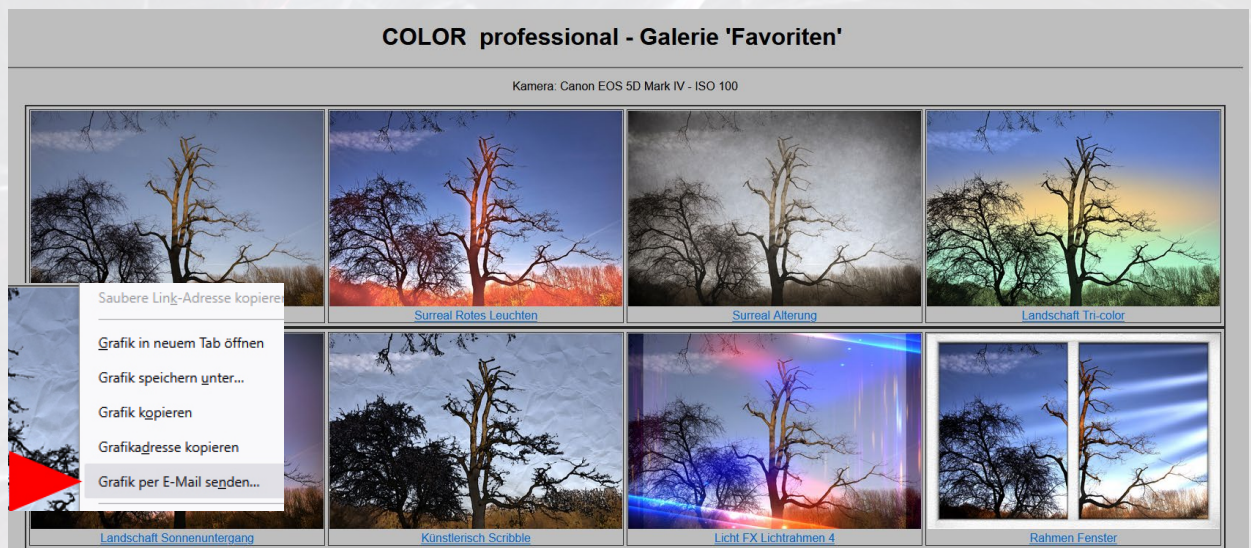 COLOR professional - Galerie 'Favoriten'
Kamera: Canon EOS 5D Mark IV - ISO 100
Surreal Rotes Leuchten
Surreal Alterung
Landschaft Tri-color
Saubere Link-Adresse kopieren
Grafik in neuem Tab öffnen
Grafik speichern unter...
Grafik kopieren
Grafikadresse kopieren
Grafik per E-Mail senden...
Landschaft Sonnenuntergang
Künstlerisch Scribble
Licht FX Lichtrahmen 4
Rahmen Fenster